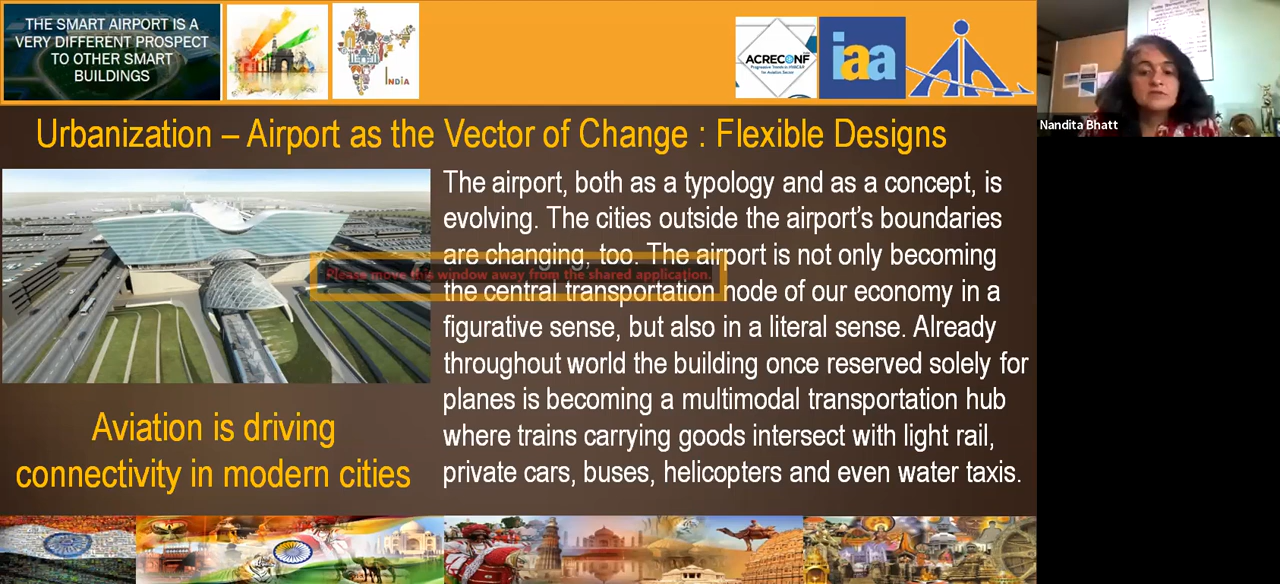 THE SMART AIRPORT IS A
VERY DIFFERENT PROSPECT
TO OTHER SMART
BUILDINGS
INDIA
ACRECONF
iaa
Nandita Bhatt
Urbanization – Airport as the Vector of Change : Flexible Designs
The airport, both as a typology and as a concept, is
evolving. The cities outside the airport’s boundaries
are changing, too. The airport is not only becoming
Please move this window away from the shared application.
the central transportation node of our economy in a
figurative sense, but also in a literal sense. Already
throughout world the building once reserved solely for
planes is becoming a multimodal transportation hub
where trains carrying goods intersect with light rail,
private cars, buses, helicopters and even water taxis.
Aviation is driving
connectivity in modern cities